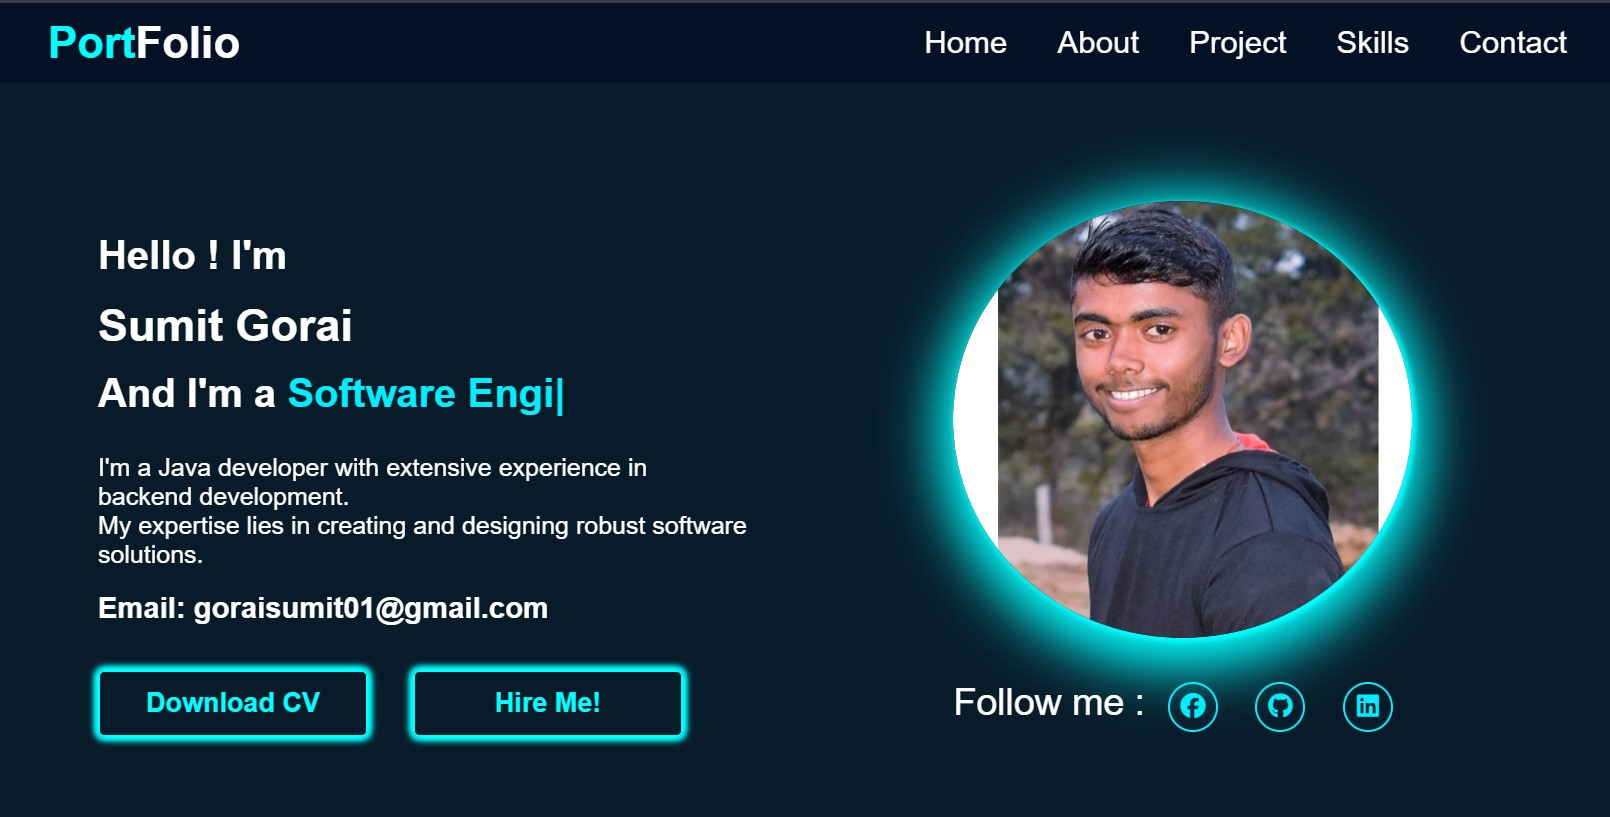 PortFolio
Home About Project Skills Contact
Hello ! I'm
Sumit Gorai
And I'm a Software Engi|
I'm a Java developer with extensive experience in
backend development.
My expertise lies in creating and designing robust software
solutions.
Email: goraisumit01@gmail.com
Download CV Hire Me!
Follow me :